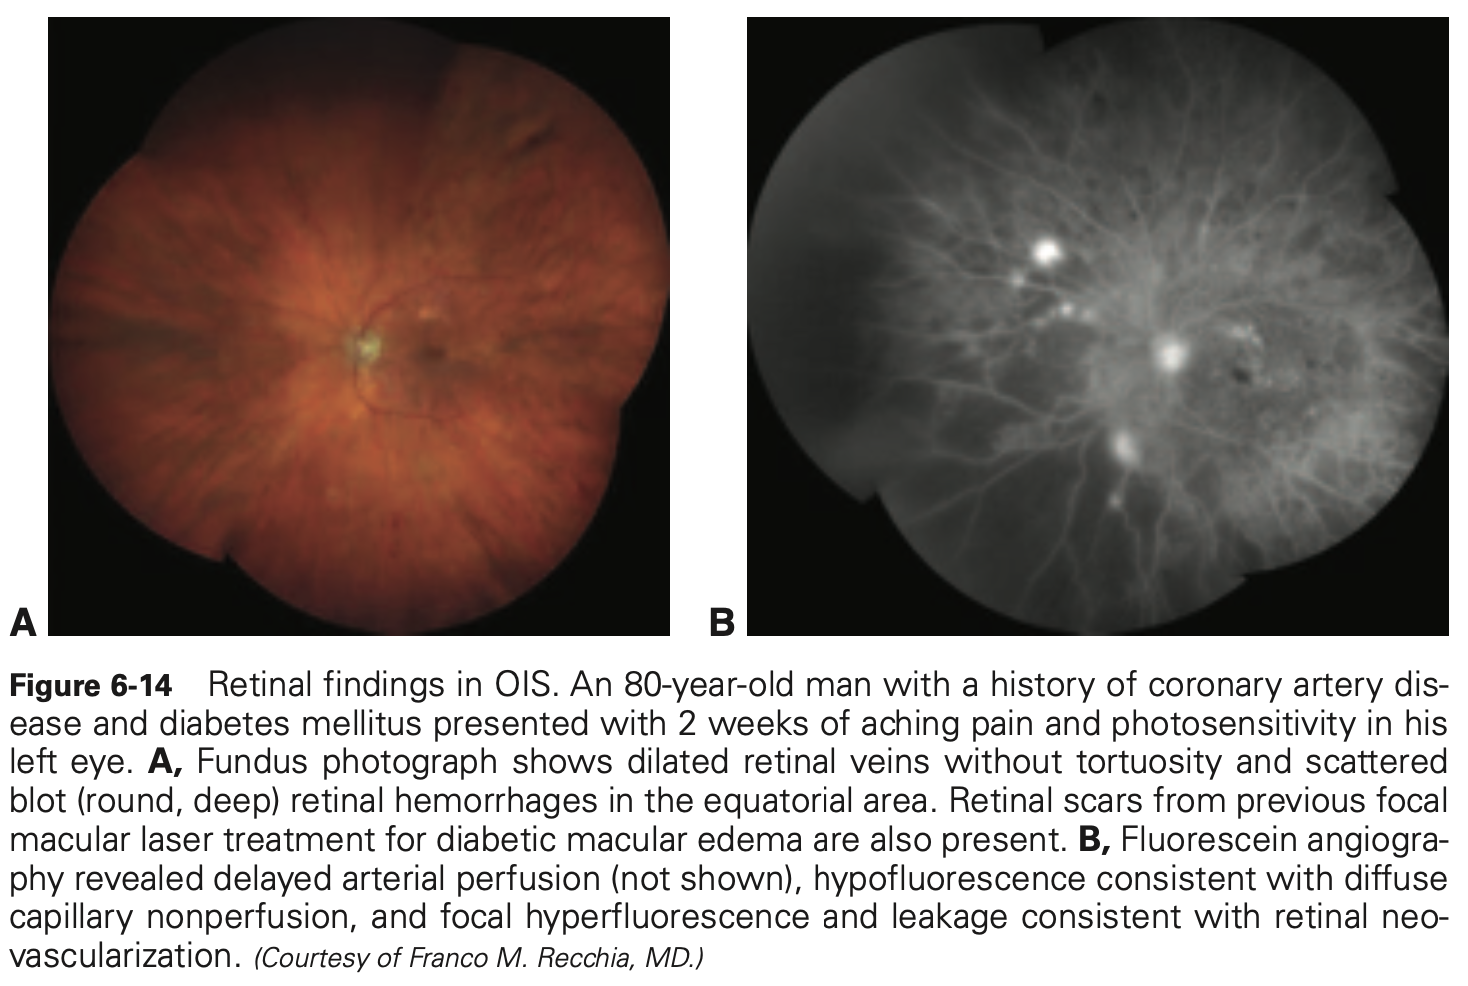 A
B
Figure 6-14 Retinal findings in OIS. An 80-year-old man with a history of coronary artery dis-
ease and diabetes mellitus presented with 2 weeks of aching pain and photosensitivity in his
left eye. A, Fundus photograph shows dilated retinal veins without tortuosity and scattered
blot (round, deep) retinal hemorrhages in the equatorial area. Retinal scars from previous focal
macular laser treatment for diabetic macular edema are also present. B, Fluorescein angiogra-
phy revealed delayed arterial perfusion (not shown), hypofluorescence consistent with diffuse
capillary nonperfusion, and focal hyperfluorescence and leakage consistent with retinal neo-
vascularization. (Courtesy of Franco M. Recchia, MD.)